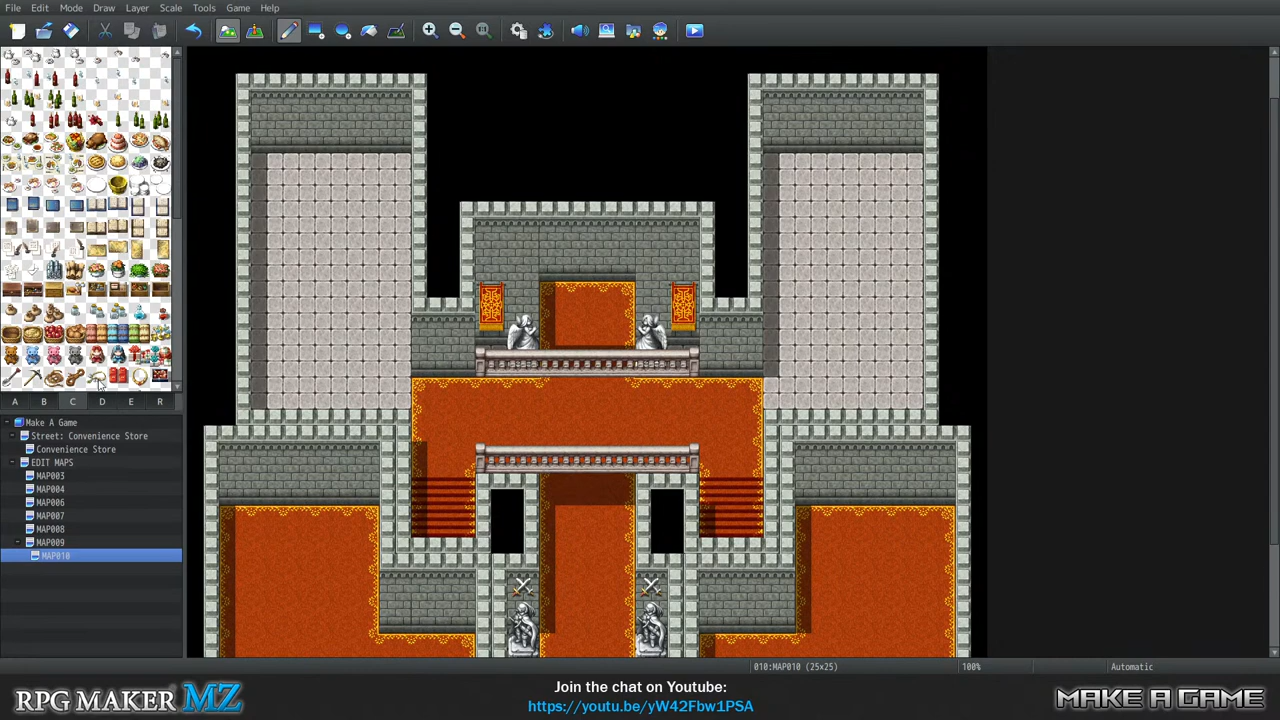 File Edit Mode Draw Layer Scale Tools Game Help
A B C D E R
Make A Game
Street: Convenience Store
Convenience Store
EDIT MAPS
MAP003
MAP004
MAP006
MAP007
MAP008
MAP009
MAP010
010:MAP010 (25x25) 100% Automatic
RPG MAKER MZ
Join the chat on Youtube:
https://youtu.be/yW42Fbw1PSA
MAKE A GAME